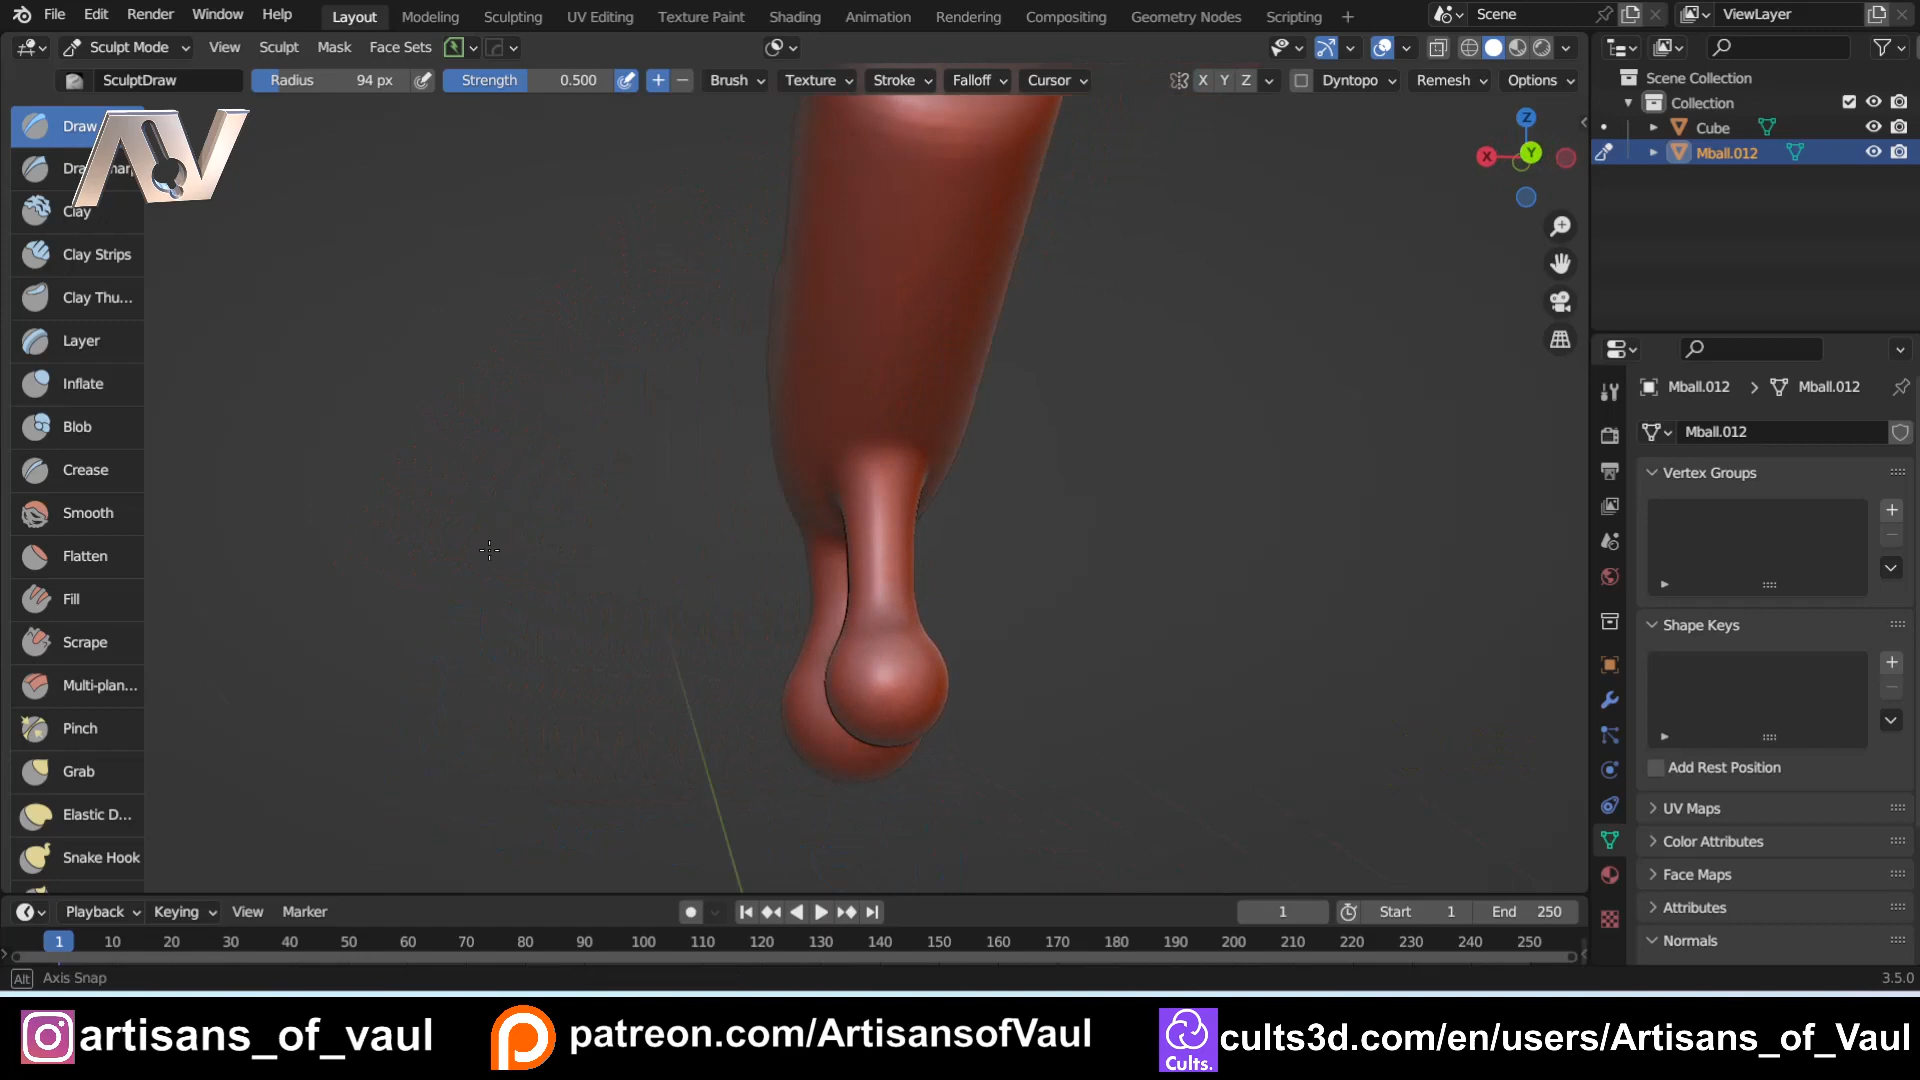 File Edit Render Window Help Layout Modeling Sculpting UV Editing Texture Paint Shading Animation Rendering Compositing Geometry Nodes Scripting + Scene ViewLayer
Sculpt Mode View Sculpt Mask Face Sets
SculptDraw Radius 94 px Strength 0.500 Brush Texture Stroke Falloff Cursor X Y Z Dyntopo Remesh Options
Scene Collection
Collection
Cube
Mball.012
Draw
AV
Clay
Clay Strips
Clay Thu...
Layer
Inflate
Blob
Crease
Smooth
Flatten
Fill
Scrape
Multi-plan...
Pinch
Grab
Elastic D...
Snake Hook
Z
X
Y
Mball.012 > Mball.012
Mball.012
Vertex Groups
Shape Keys
Add Rest Position
UV Maps
Color Attributes
Face Maps
Attributes
Normals
Playback Keying View Marker 1 Start 1 End 250
1 10 20 30 40 50 60 70 80 90 100 110 120 130 140 150 160 170 180 190 200 210 220 230 240 250
Alt Axis Snap 3.5.0
artisans_of_vaul patreon.com/ArtisansofVaul Cults. cults3d.com/en/users/Artisans_of_Vaul